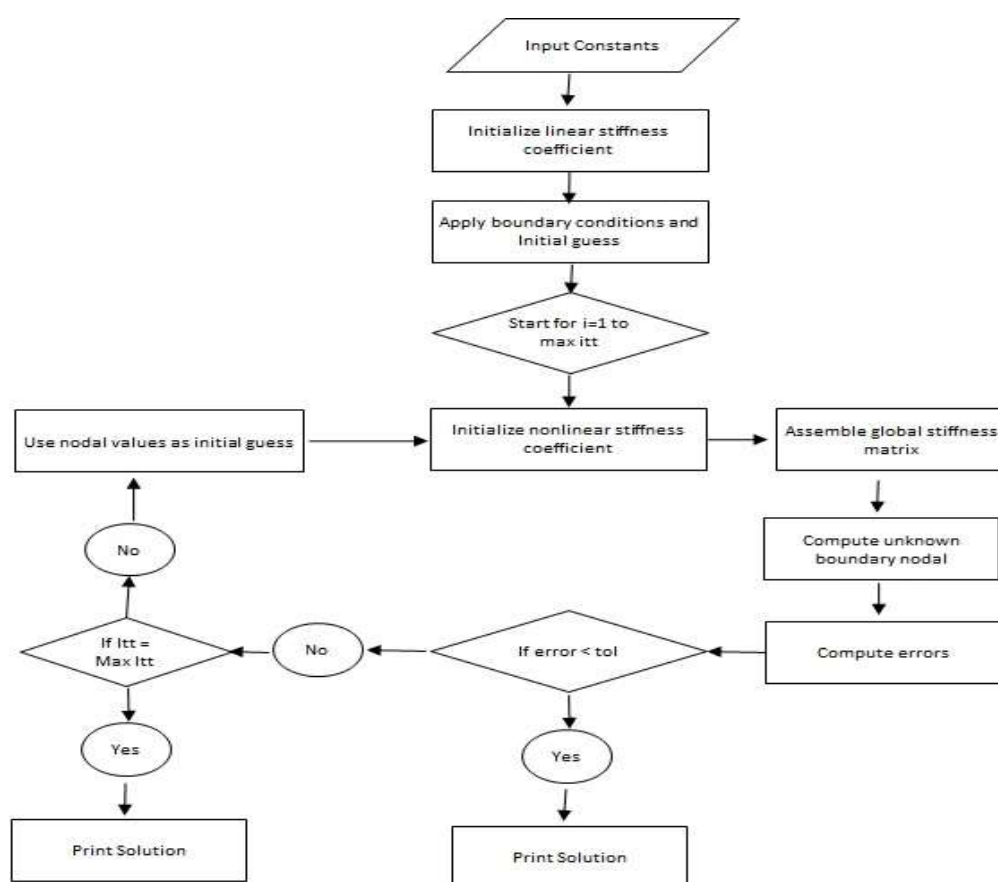 Input Constants
Initialize linear stiffness
coefficient
Apply boundary conditions and
Initial guess
Start for i=1 to
max itt
Use nodal values as initial guess
Initialize nonlinear stiffness
coefficient
Assemble global stiffness
matrix
No
Compute unknown
boundary nodal
If Itt =
Max Itt
No
If error < tol
Compute errors
Yes
Yes
Print Solution
Print Solution